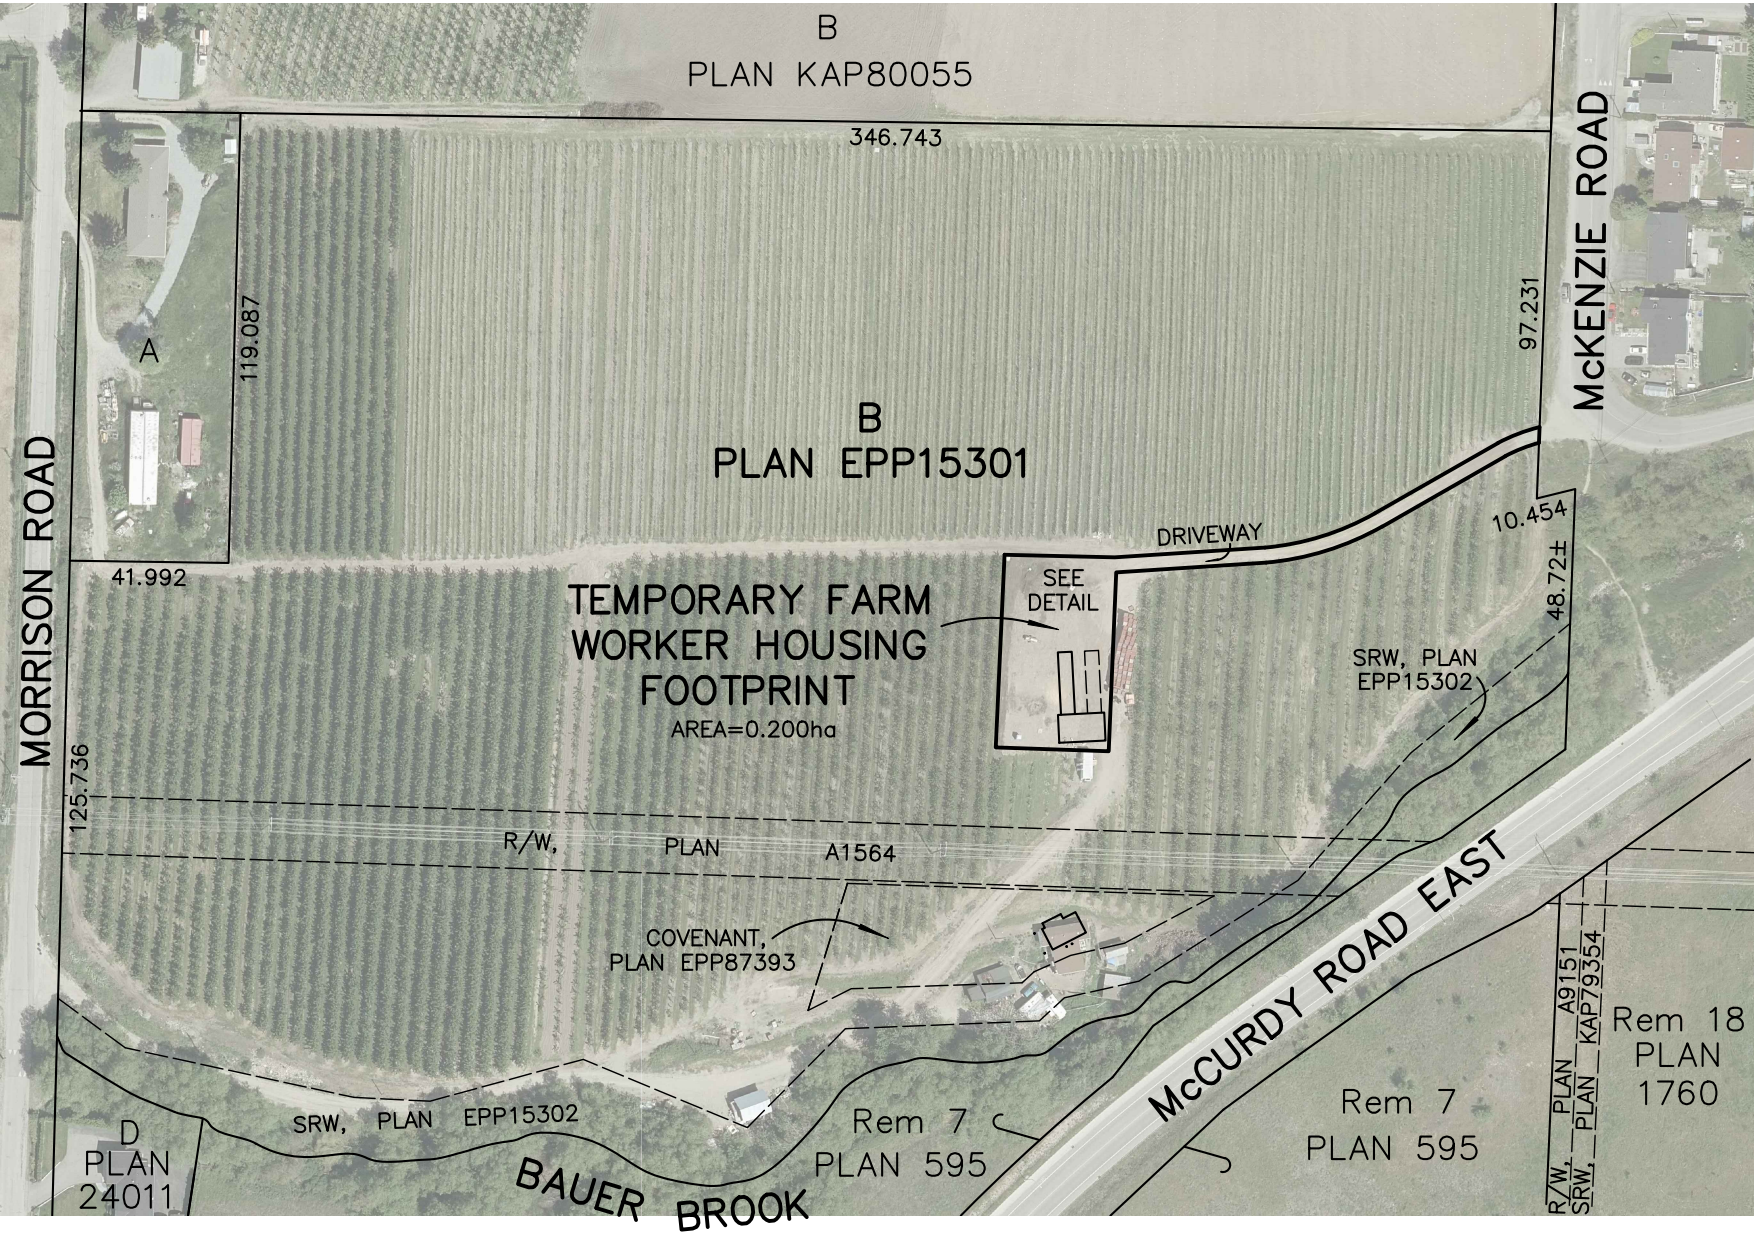 B
PLAN KAP80055
346.743
McKENZIE ROAD
97.231
119.087
A
B
PLAN EPP15301
MORRISON ROAD
41.992
DRIVEWAY
10.454
48.72±
SEE
DETAIL
TEMPORARY FARM
WORKER HOUSING
FOOTPRINT
AREA=0.200ha
SRW, PLAN
EPP15302
125.736
R/W, PLAN A1564
COVENANT,
PLAN EPP87393
McCURDY ROAD EAST
R/W, PLAN A9151
SRW, PLAN KAP79354
Rem 18
PLAN
1760
SRW, PLAN EPP15302
Rem 7
PLAN 595
Rem 7
PLAN 595
D
PLAN
24011
BAUER BROOK